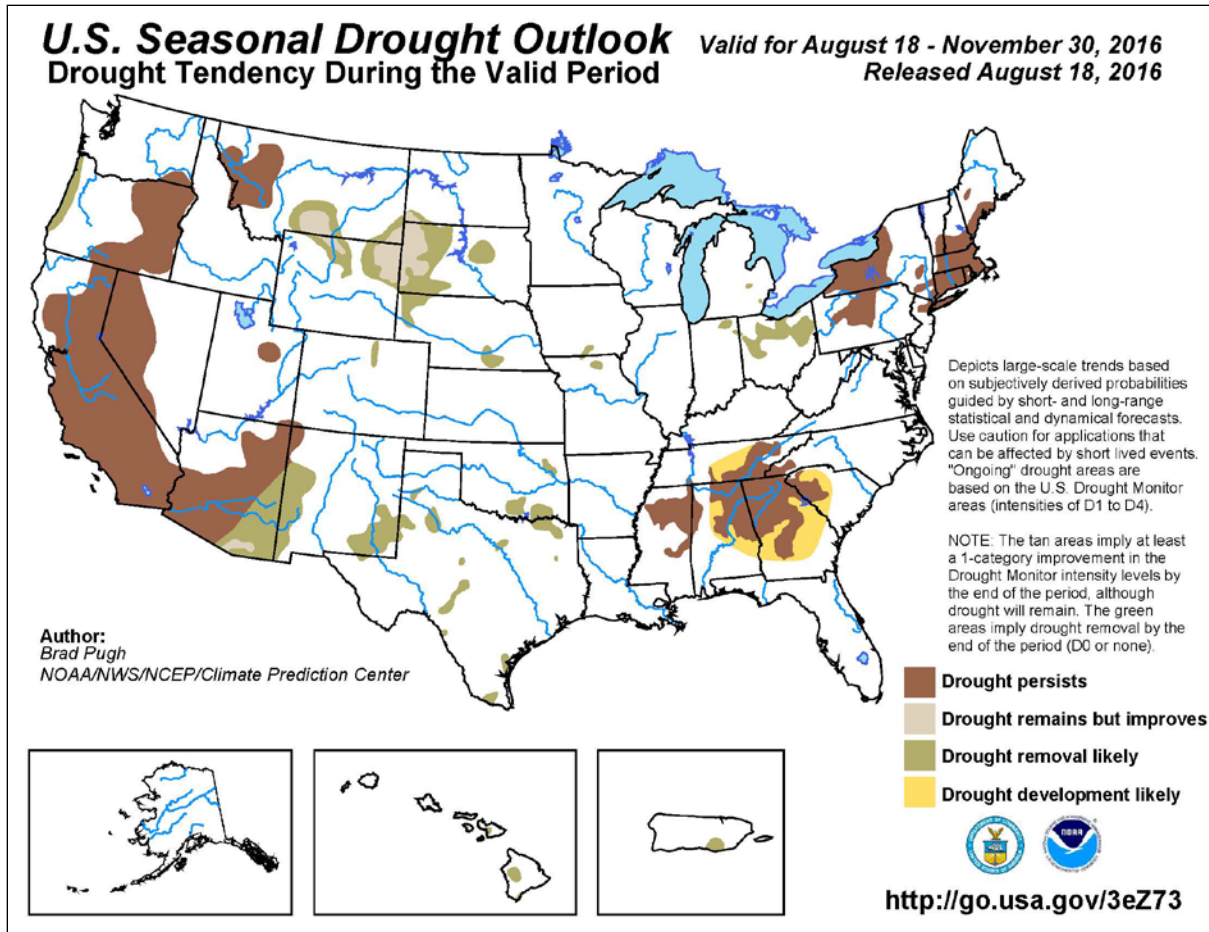 U.S. Seasonal Drought Outlook
Drought Tendency During the Valid Period
Valid for August 18 - November 30, 2016
Released August 18, 2016
Depicts large-scale trends based
on subjectively derived probabilities
guided by short- and long-range
statistical and dynamical forecasts.
Use caution for applications that
can be affected by short lived events.
"Ongoing" drought areas are
based on the U.S. Drought Monitor
areas (intensities of D1 to D4).
NOTE: The tan areas imply at least
a 1-category improvement in the
Drought Monitor intensity levels by
the end of the period, although
drought will remain. The green
areas imply drought removal by the
end of the period (D0 or none).
Author:
Brad Pugh
NOAA/NWS/NCEP/Climate Prediction Center
Drought persists
Drought remains but improves
Drought removal likely
Drought development likely
NOAA
http://go.usa.gov/3eZ73